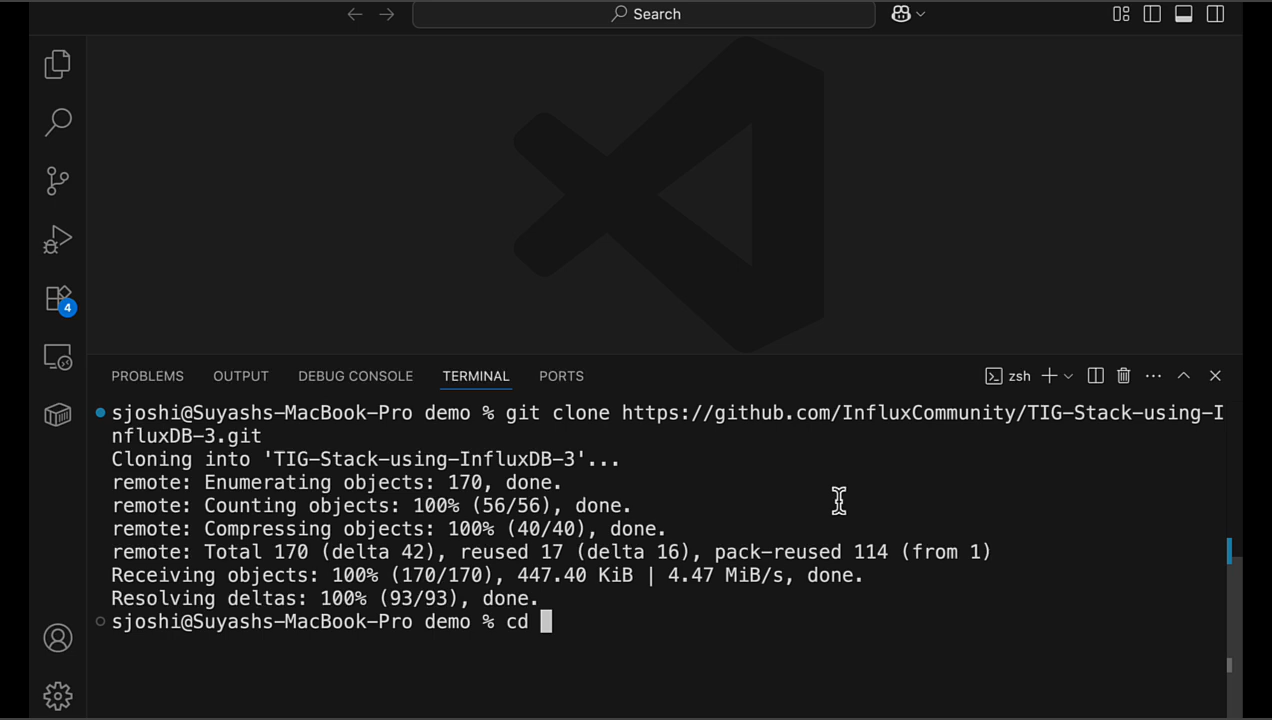 Search
4
PROBLEMS OUTPUT DEBUG CONSOLE TERMINAL PORTS zsh
sjoshi@Suyashs-MacBook-Pro demo % git clone https://github.com/InfluxCommunity/TIG-Stack-using-I
nfluxDB-3.git
Cloning into 'TIG-Stack-using-InfluxDB-3'...
remote: Enumerating objects: 170, done.
remote: Counting objects: 100% (56/56), done.
remote: Compressing objects: 100% (40/40), done.
remote: Total 170 (delta 42), reused 17 (delta 16), pack-reused 114 (from 1)
Receiving objects: 100% (170/170), 447.40 KiB | 4.47 MiB/s, done.
Resolving deltas: 100% (93/93), done.
sjoshi@Suyashs-MacBook-Pro demo % cd